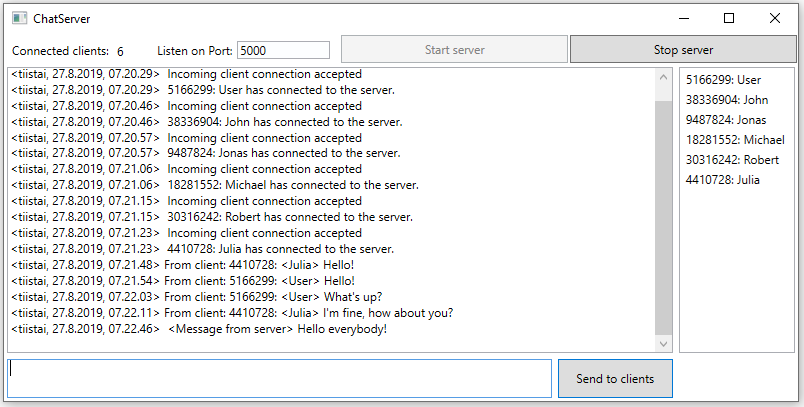 ChatServer
Connected clients: 6 Listen on Port: 5000 Start server Stop server
<tiistai, 27.8.2019, 07.20.29> Incoming client connection accepted
<tiistai, 27.8.2019, 07.20.29> 5166299: User has connected to the server.
<tiistai, 27.8.2019, 07.20.46> Incoming client connection accepted
<tiistai, 27.8.2019, 07.20.46> 38336904: John has connected to the server.
<tiistai, 27.8.2019, 07.20.57> Incoming client connection accepted
<tiistai, 27.8.2019, 07.20.57> 9487824: Jonas has connected to the server.
<tiistai, 27.8.2019, 07.21.06> Incoming client connection accepted
<tiistai, 27.8.2019, 07.21.06> 18281552: Michael has connected to the server.
<tiistai, 27.8.2019, 07.21.15> Incoming client connection accepted
<tiistai, 27.8.2019, 07.21.15> 30316242: Robert has connected to the server.
<tiistai, 27.8.2019, 07.21.23> Incoming client connection accepted
<tiistai, 27.8.2019, 07.21.23> 4410728: Julia has connected to the server.
<tiistai, 27.8.2019, 07.21.48> From client: 4410728: <Julia> Hello!
<tiistai, 27.8.2019, 07.21.54> From client: 5166299: <User> Hello!
<tiistai, 27.8.2019, 07.22.03> From client: 5166299: <User> What's up?
<tiistai, 27.8.2019, 07.22.11> From client: 4410728: <Julia> I'm fine, how about you?
<tiistai, 27.8.2019, 07.22.46> <Message from server> Hello everybody!
5166299: User
38336904: John
9487824: Jonas
18281552: Michael
30316242: Robert
4410728: Julia
Send to clients